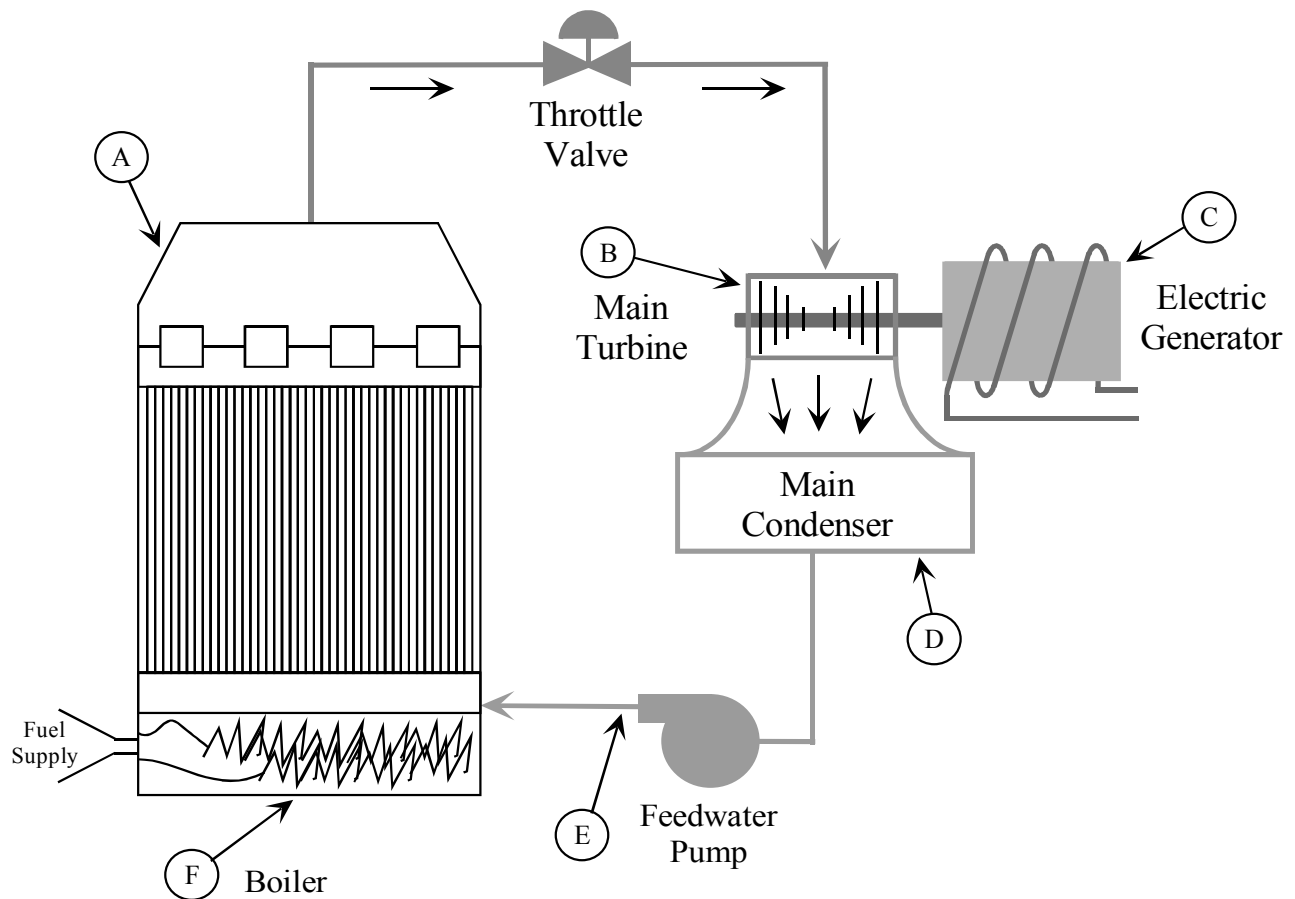 Throttle
Valve
A
C
B
Main
Turbine
Electric
Generator
Main
Condenser
D
Fuel
Supply
E
Feedwater
Pump
F
Boiler